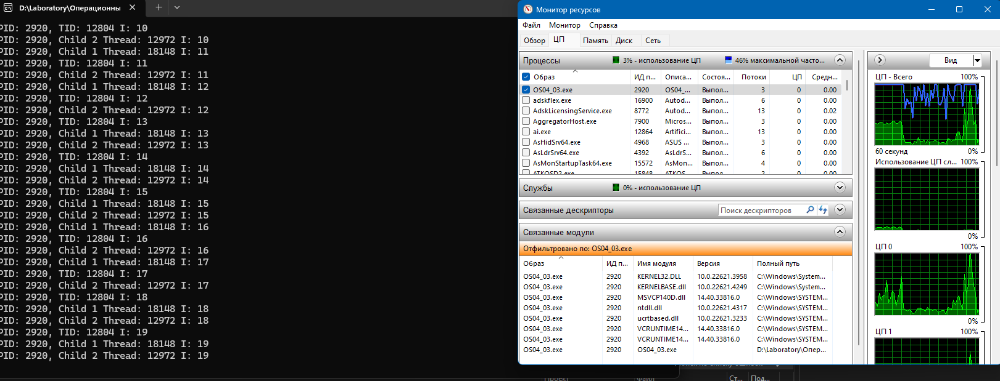 D:\Laboratory\Операционны
PID: 2920, TID: 12804 I: 10
PID: 2920, Child 2 Thread: 12972 I: 10
PID: 2920, Child 1 Thread: 18148 I: 11
PID: 2920, TID: 12804 I: 11
PID: 2920, Child 2 Thread: 12972 I: 11
PID: 2920, Child 1 Thread: 18148 I: 12
PID: 2920, TID: 12804 I: 12
PID: 2920, Child 2 Thread: 12972 I: 12
PID: 2920, TID: 12804 I: 13
PID: 2920, Child 1 Thread: 18148 I: 13
PID: 2920, Child 2 Thread: 12972 I: 13
PID: 2920, TID: 12804 I: 14
PID: 2920, Child 1 Thread: 18148 I: 14
PID: 2920, Child 2 Thread: 12972 I: 14
PID: 2920, TID: 12804 I: 15
PID: 2920, Child 1 Thread: 18148 I: 15
PID: 2920, Child 2 Thread: 12972 I: 15
PID: 2920, Child 1 Thread: 18148 I: 16
PID: 2920, TID: 12804 I: 16
PID: 2920, Child 2 Thread: 12972 I: 16
PID: 2920, Child 1 Thread: 18148 I: 17
PID: 2920, TID: 12804 I: 17
PID: 2920, Child 2 Thread: 12972 I: 17
PID: 2920, TID: 12804 I: 18
PID: 2920, Child 1 Thread: 18148 I: 18
PID: 2920, Child 2 Thread: 12972 I: 18
PID: 2920, TID: 12804 I: 19
PID: 2920, Child 1 Thread: 18148 I: 19
PID: 2920, Child 2 Thread: 12972 I: 19
Монитор ресурсов
Файл Монитор Справка
Обзор ЦП Память Диск Сеть
Процессы 3% - использование ЦП 46% максимальной часто...
Образ ИД п... Описа... Состоя... Потоки ЦП Средн...
OS04_03.exe 2920 OS04_... Выпол... 3 0 0.00
adskflex.exe 16900 Autod... Выпол... 6 0 0.00
AdskLicensingService.exe 8772 Autod... Выпол... 13 0 0.02
AggregatorHost.exe 7900 Micros... Выпол... 3 0 0.00
ai.exe 12864 Artifici... Выпол... 13 0 0.00
AsHidSrv64.exe 4968 ASUS ... Выпол... 3 0 0.00
AsLdrSrv64.exe 4392 AsLdrS... Выпол... 6 0 0.00
AsMonStartupTask64.exe 15572 AsMon... Выпол... 4 0 0.00
ATKOSD2.exe 15848 ATKOS... Выпол... 2 0 0.00
Службы 0% - использование ЦП
Связанные дескрипторы Поиск дескрипторов
Связанные модули
Отфильтровано по: OS04_03.exe
Образ ИД п... Имя модуля Версия Полный путь
OS04_03.exe 2920 KERNEL32.DLL 10.0.22621.3958 C:\Windows\System...
OS04_03.exe 2920 KERNELBASE.dll 10.0.22621.4249 C:\Windows\System...
OS04_03.exe 2920 MSVCP140D.dll 14.40.33816.0 C:\Windows\SYSTEM...
OS04_03.exe 2920 ntdll.dll 10.0.22621.4317 C:\Windows\SYSTEM...
OS04_03.exe 2920 ucrtbased.dll 10.0.22621.3233 C:\Windows\SYSTEM...
OS04_03.exe 2920 VCRUNTIME14... 14.40.33816.0 C:\Windows\SYSTEM...
OS04_03.exe 2920 VCRUNTIME14... 14.40.33816.0 C:\Windows\SYSTEM...
OS04_03.exe 2920 OS04_03.exe D:\Laboratory\Опер...
Вид
ЦП - Всего 100%
60 секунд 0%
Использование ЦП сл... 100%
0%
ЦП 0 100%
0%
ЦП 1 100%
Проект Файл Ст... Под...